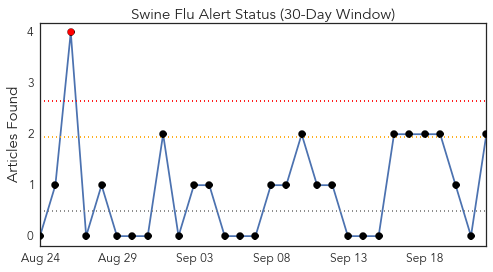 Swine Flu Alert Status (30-Day Window)
Articles Found
4
3
2
1
0
Aug 24 Aug 29 Sep 03 Sep 08 Sep 13 Sep 18